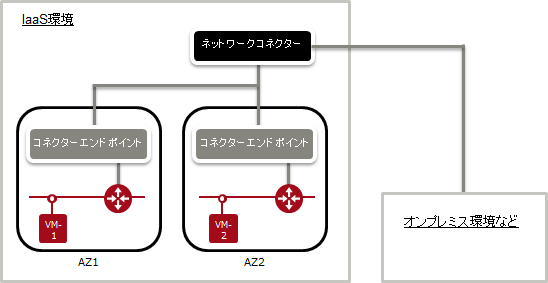 IaaS環境
ネットワークコネクター
コネクターエンドポイント
コネクターエンドポイント
VM-
1
VM-
2
AZ1
AZ2
オンプレミス環境など